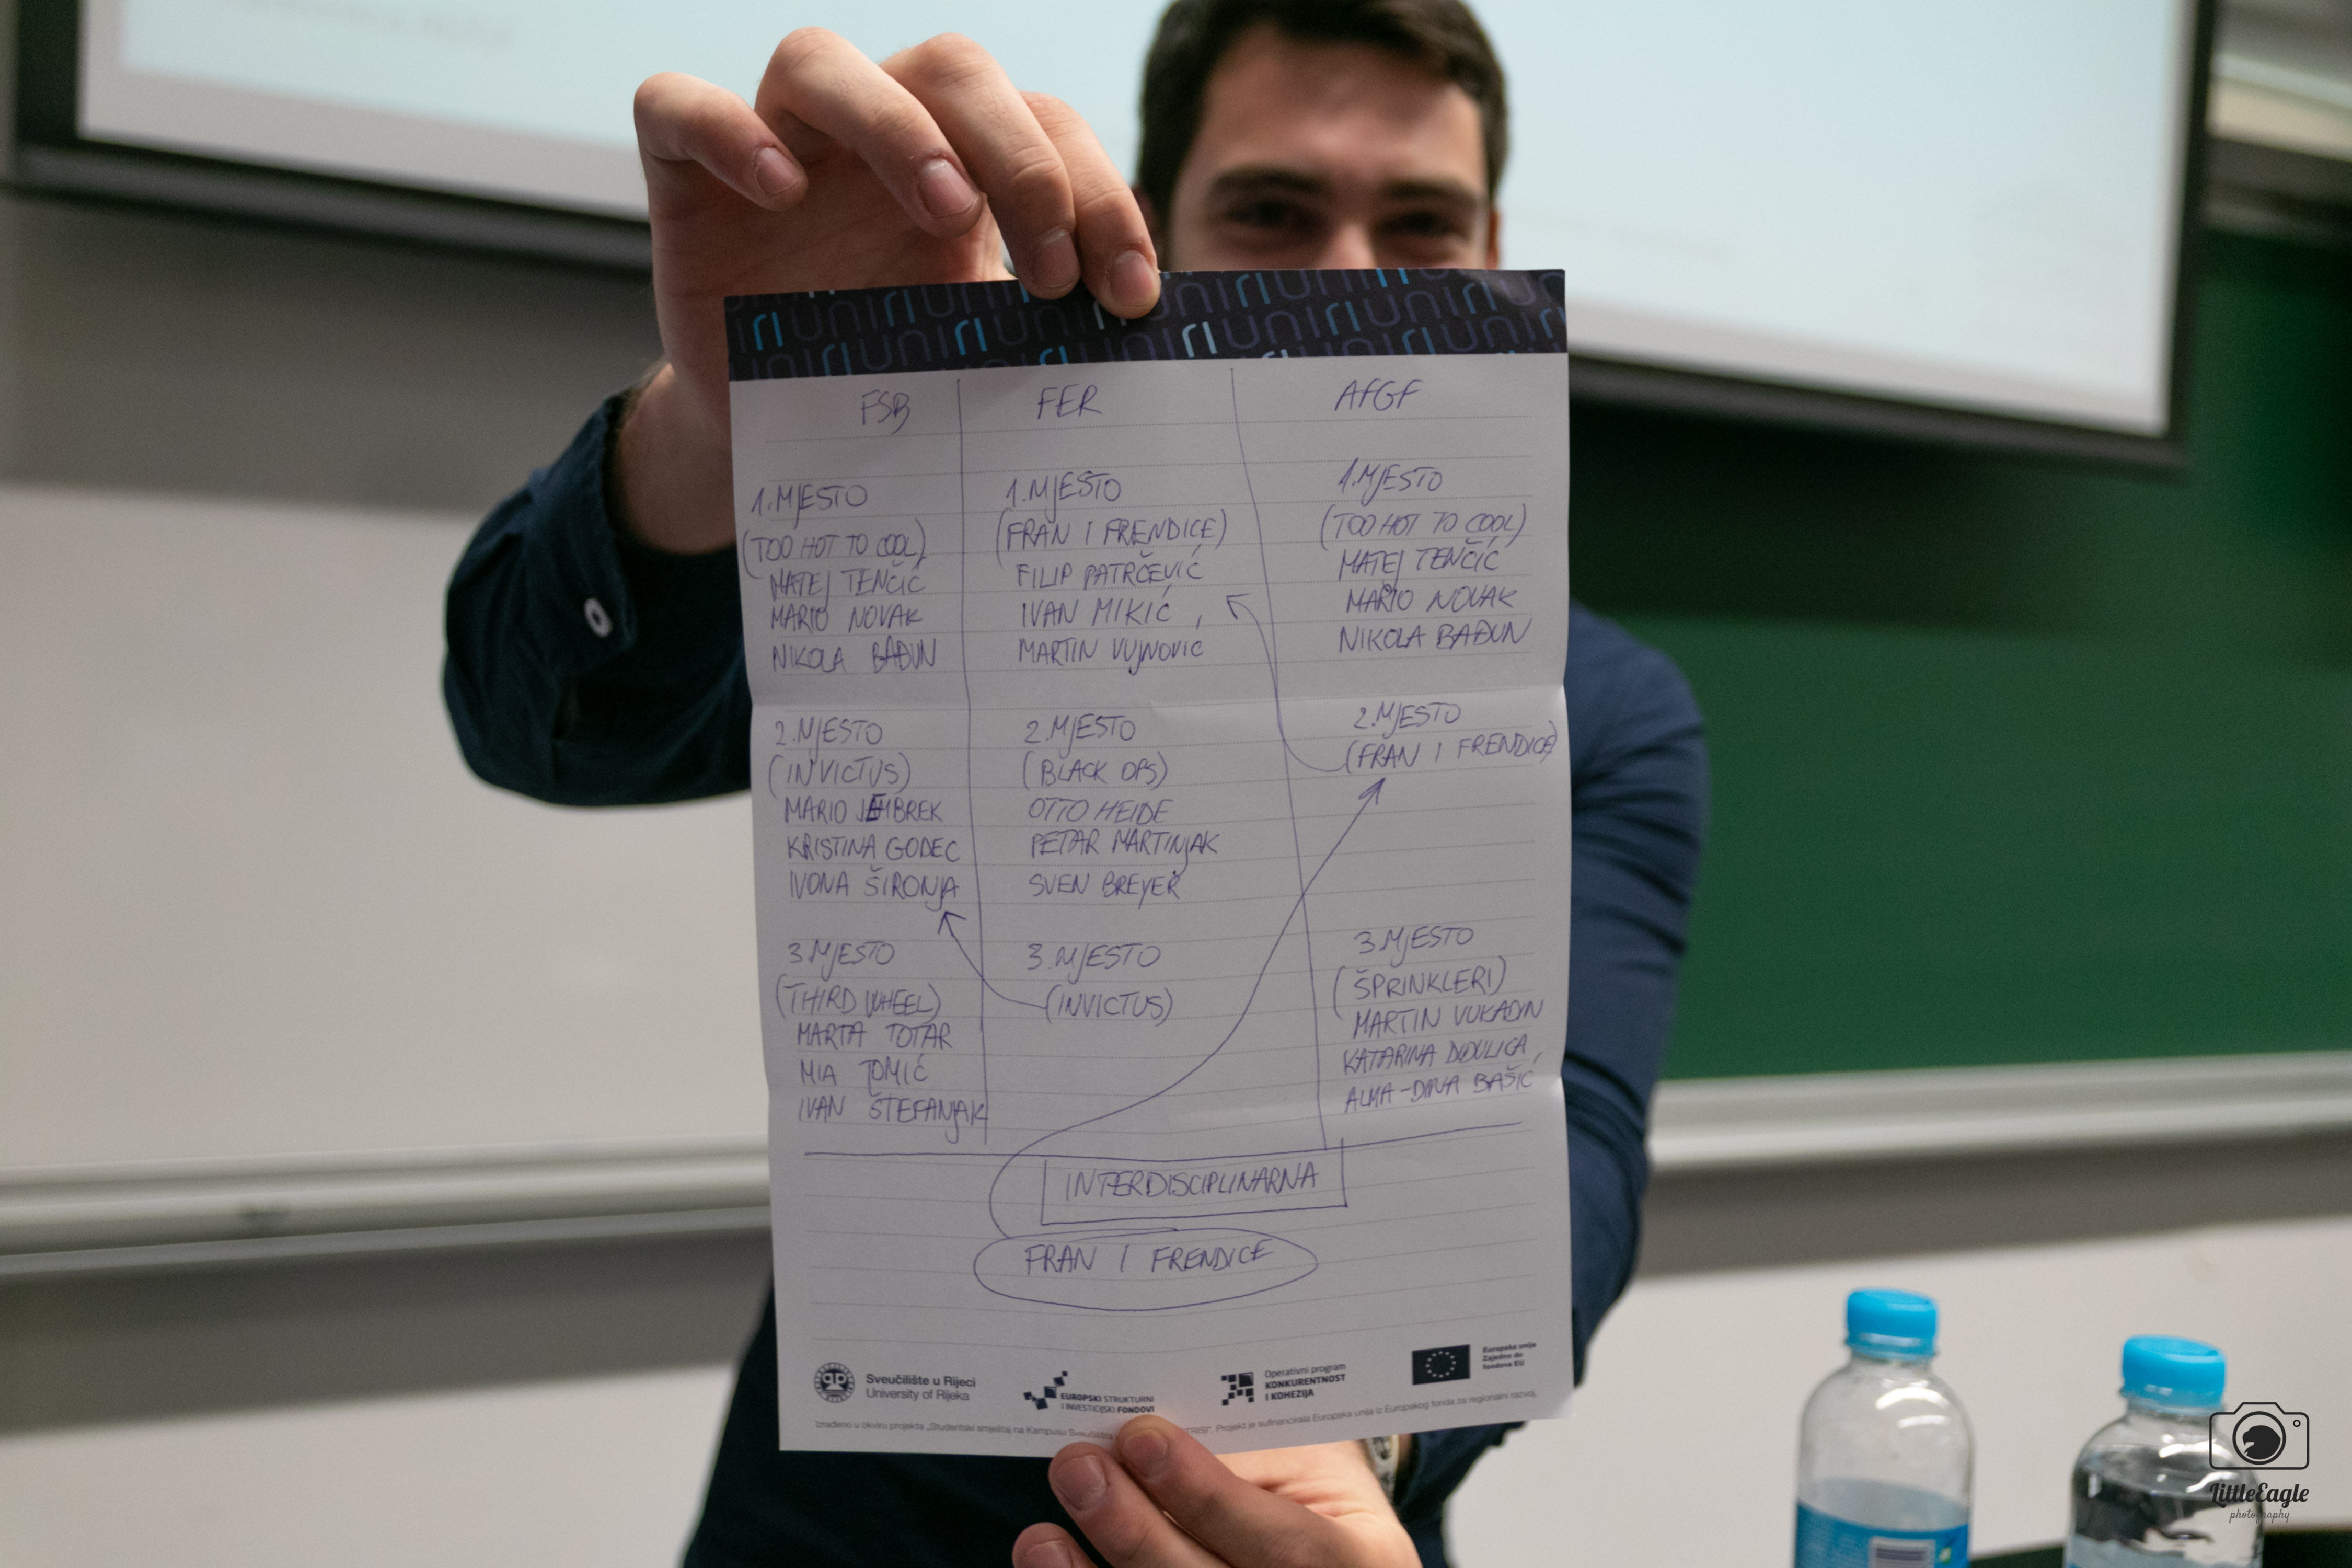 uniri uniri uniri uniri
FSB
1.MJESTO
(TOO HOT TO COOL)
MATEJ TENČIĆ
MARIO NOVAK
NIKOLA BAĐUN
2.MJESTO
(INVICTUS)
MARIO JEMBREK
KRISTINA GODEC
IVONA ŠIRONJA
3.MJESTO
(THIRD WHEEL)
MARTA TOTAR
MIA TOMIĆ
IVAN ŠTEFANJAK
FER
1.MJESTO
(FRAN I FRENDICE)
FILIP PATRČEVIĆ
IVAN MIKIĆ
MARTIN VUJNOVIĆ
2.MJESTO
(BLACK OPS)
OTTO HEIDE
PETAR MARTINJAK
SVEN BREYER
3.MJESTO
(INVICTUS)
AFGF
1.MJESTO
(TOO HOT TO COOL)
MATEJ TENČIĆ
MARIO NOVAK
NIKOLA BAĐUN
2.MJESTO
(FRAN I FRENDICE)
3.MJESTO
(ŠPRINKLERI)
MARTIN VUKADIN
KATARINA DIDULICA
ALMA-DINA BAŠIĆ
INTERDISCIPLINARNA
FRAN I FRENDICE
Sveučilište u Rijeci
University of Rijeka
EUROPSKI STRUKTURNI
I INVESTICIJSKI FONDOVI
Operativni program
KONKURENTNOST
I KOHEZIJA
Europska unija
Zajedno do
fondova EU
Izrađeno u okviru projekta „Studentski smještaj na Kampusu Sveučilišta Projekt je sufinancirala Europska unija iz Europskog fonda za regionalni razvoj.
LittleEagle
photography